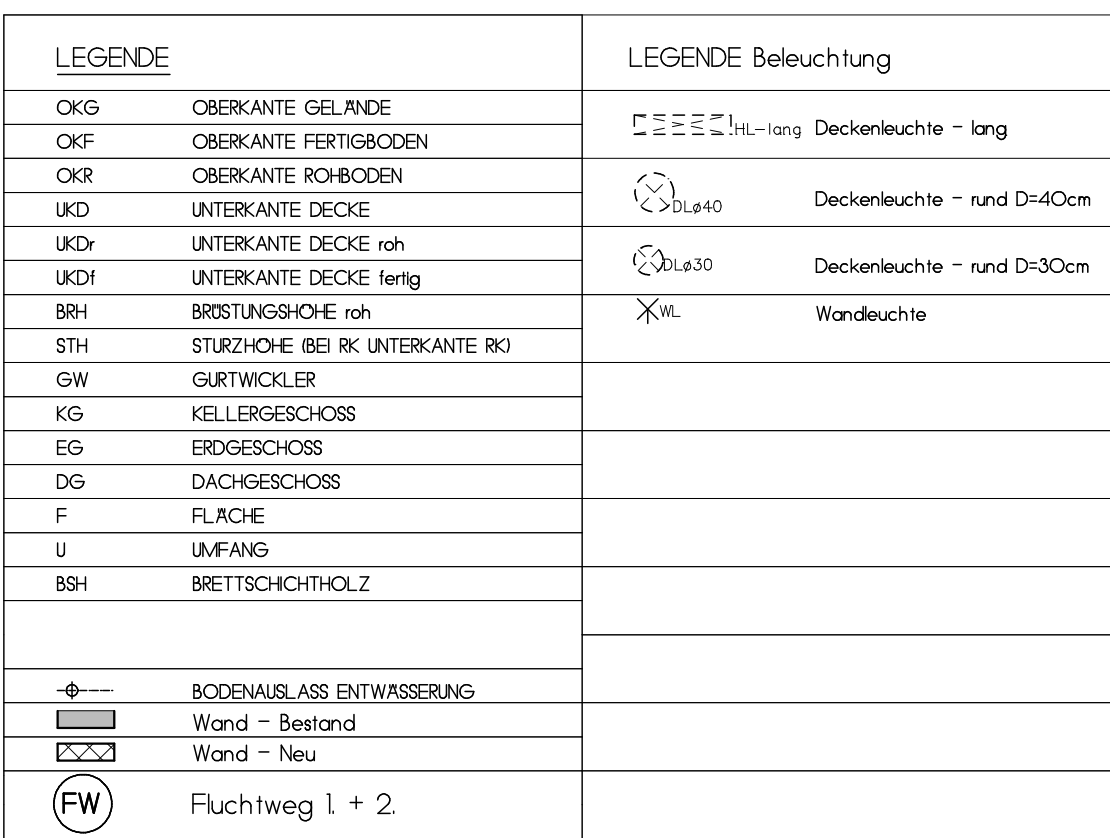 LEGENDE
OKG OBERKANTE GELÄNDE
OKF OBERKANTE FERTIGBODEN
OKR OBERKANTE ROHBODEN
UKD UNTERKANTE DECKE
UKDr UNTERKANTE DECKE roh
UKDf UNTERKANTE DECKE fertig
BRH BRÜSTUNGSHÖHE roh
STH STURZHÖHE (BEI RK UNTERKANTE RK)
GW GURTWICKLER
KG KELLERGESCHOSS
EG ERDGESCHOSS
DG DACHGESCHOSS
F FLÄCHE
U UMFANG
BSH BRETTSCHICHTHOLZ
BODENAUSLASS ENTWÄSSERUNG
Wand - Bestand
Wand - Neu
FW Fluchtweg 1. + 2.
LEGENDE Beleuchtung
HL-lang Deckenleuchte - lang
DLø40 Deckenleuchte - rund D=40cm
DLø30 Deckenleuchte - rund D=30cm
WL Wandleuchte